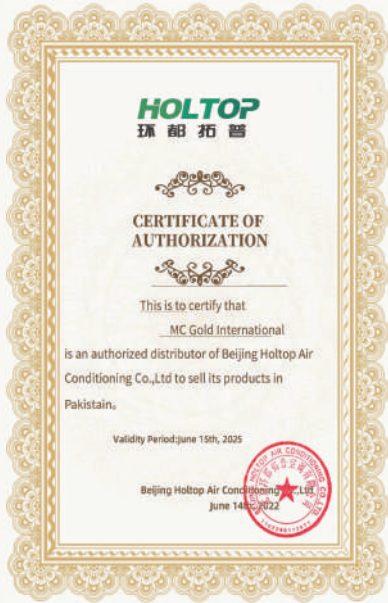 HOLTOP
环都拓普
CERTIFICATE OF
AUTHORIZATION
This is to certify that
MC Gold International
is an authorized distributor of Beijing Holtop Air
Conditioning Co.,Ltd to sell its products in
Pakistain。
Validity Period:June 15th, 2025
Beijing Holtop Air Conditioning Co.,Ltd
June 14th, 2022